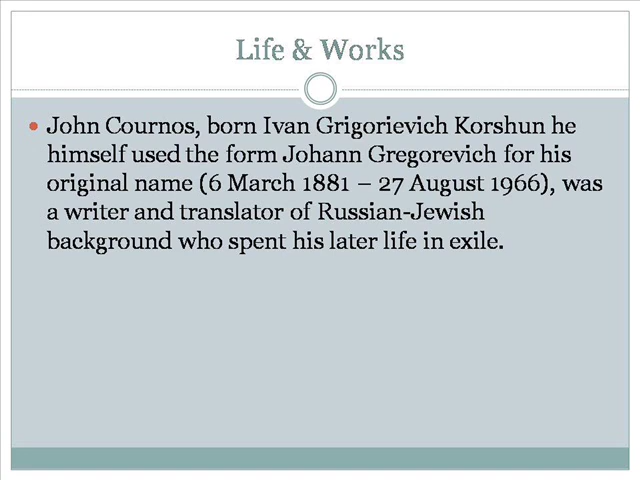 Life & Works
• John Cournos, born Ivan Grigorievich Korshun he
himself used the form Johann Gregorevich for his
original name (6 March 1881 – 27 August 1966), was
a writer and translator of Russian-Jewish
background who spent his later life in exile.